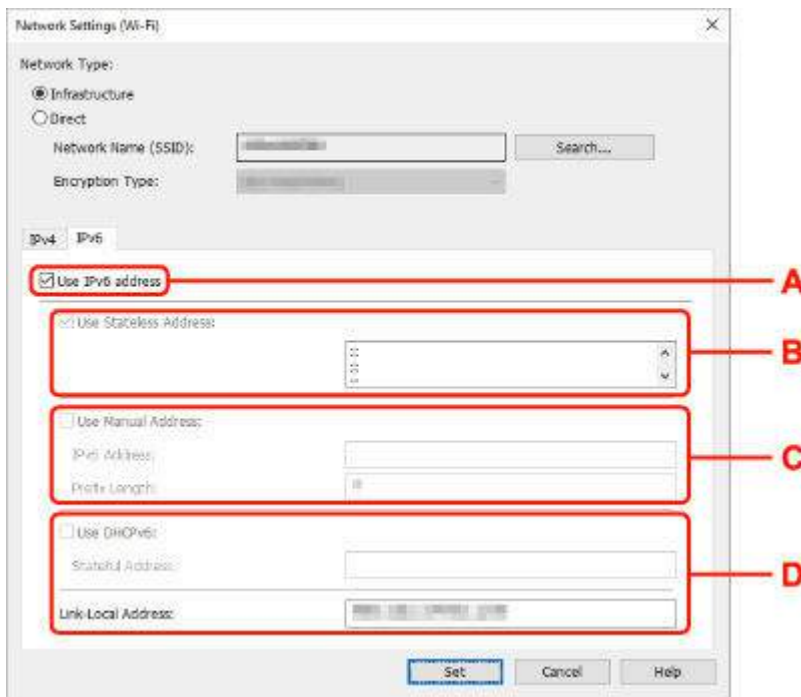 Network Settings (Wi-Fi)
Network Type:
Infrastructure
Direct
Network Name (SSID):
Search...
Encryption Type:
IPv4 IPv6
Use IPv6 address
A
Use Stateless Address:
::
::
B
Use Manual Address:
IPv6 Address:
Prefix Length:
C
Use DHCPv6:
Stateful Address:
D
Link-Local Address:
Set Cancel Help